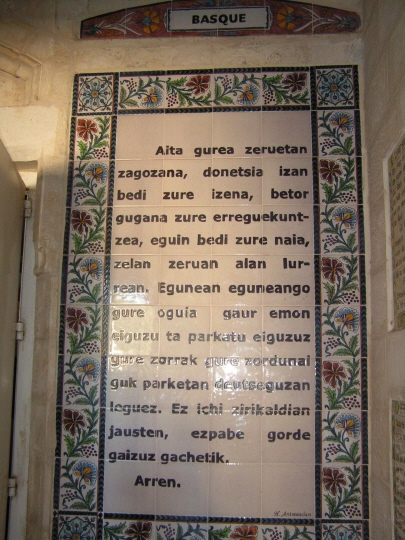 BASQUE
Aita gurea zeruetan
zagozana, donetsia izan
bedi zure izena, betor
gugana zure erreguekunt-
zea, eguin bedi zure naia,
zelan zeruan alan lur-
rean. Egunean eguneango
gure oguia gaur emon
eiguzu ta parkatu eiguzuz
gure zorrak gure zordunai
guk parketan deutseguzan
leguez. Ez ichi zirikaldian
jausten, ezpabe gorde
gaizuz gachetik.
Arren.